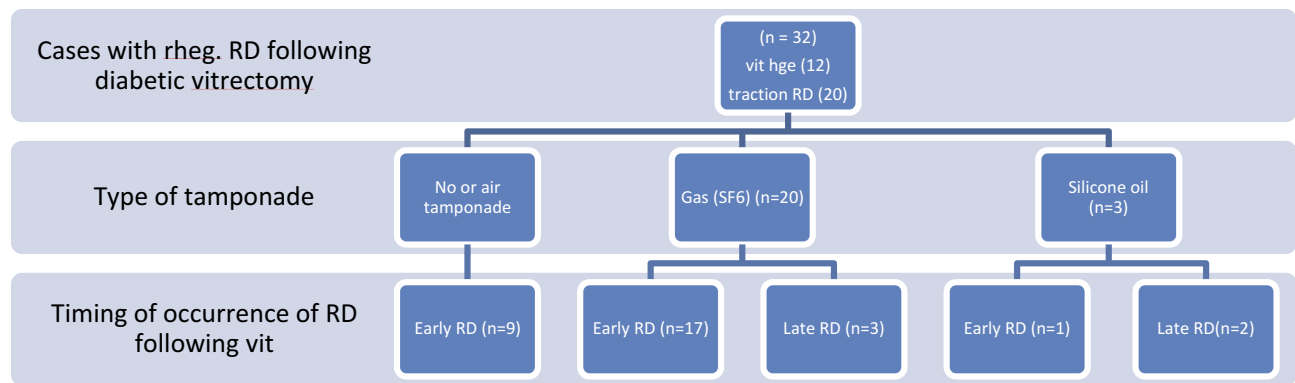 Cases with rheg. RD following
diabetic vitrectomy
(n = 32)
vit hge (12)
traction RD (20)
Type of tamponade
No or air
tamponade
Gas (SF6) (n=20)
Silicone oil
(n=3)
Timing of occurrence of RD
following vit
Early RD (n=9)
Early RD (n=17)
Late RD (n=3)
Early RD (n=1)
Late RD(n=2)